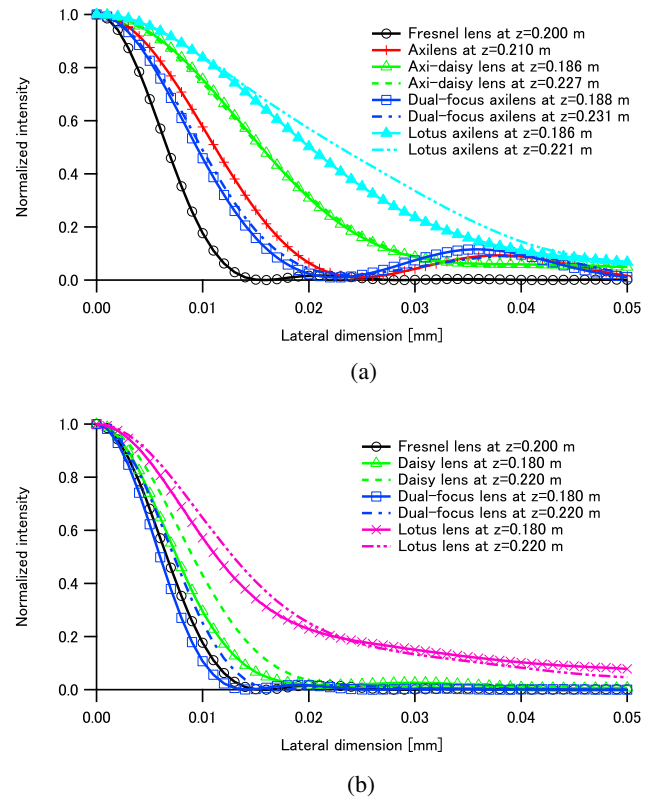 1.0
0.8
0.6
0.4
0.2
0.0
Normalized intensity
Fresnel lens at z=0.200 m
Axilens at z=0.210 m
Axi-daisy lens at z=0.186 m
Axi-daisy lens at z=0.227 m
Dual-focus axilens at z=0.188 m
Dual-focus axilens at z=0.231 m
Lotus axilens at z=0.186 m
Lotus axilens at z=0.221 m
0.00 0.01 0.02 0.03 0.04 0.05
Lateral dimension [mm]
(a)
1.0
0.8
0.6
0.4
0.2
0.0
Normalized intensity
Fresnel lens at z=0.200 m
Daisy lens at z=0.180 m
Daisy lens at z=0.220 m
Dual-focus lens at z=0.180 m
Dual-focus lens at z=0.220 m
Lotus lens at z=0.180 m
Lotus lens at z=0.220 m
0.00 0.01 0.02 0.03 0.04 0.05
Lateral dimension [mm]
(b)